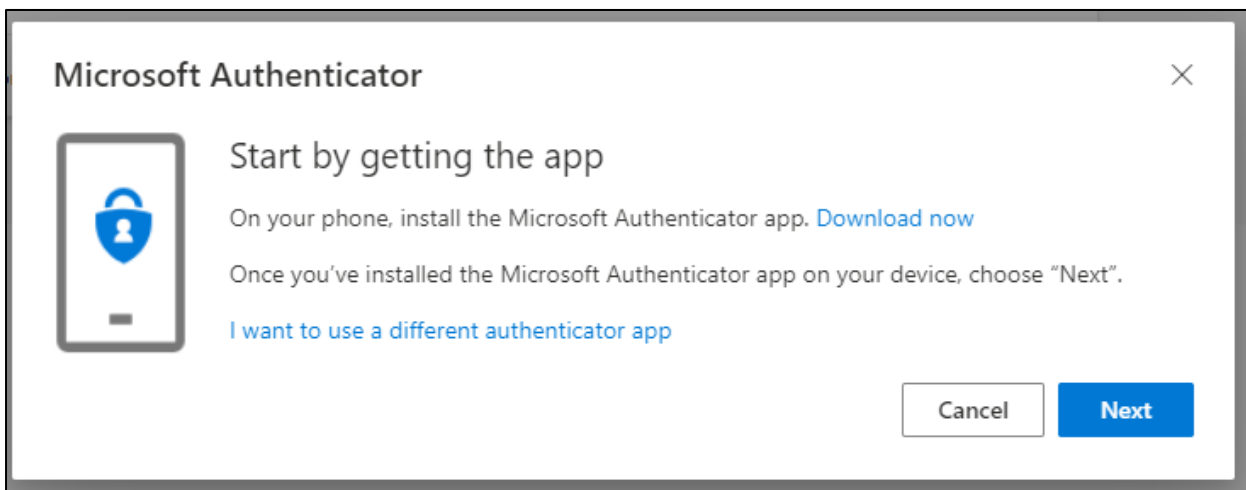 Microsoft Authenticator
Start by getting the app
On your phone, install the Microsoft Authenticator app. Download now
Once you've installed the Microsoft Authenticator app on your device, choose “Next”.
I want to use a different authenticator app
Cancel Next